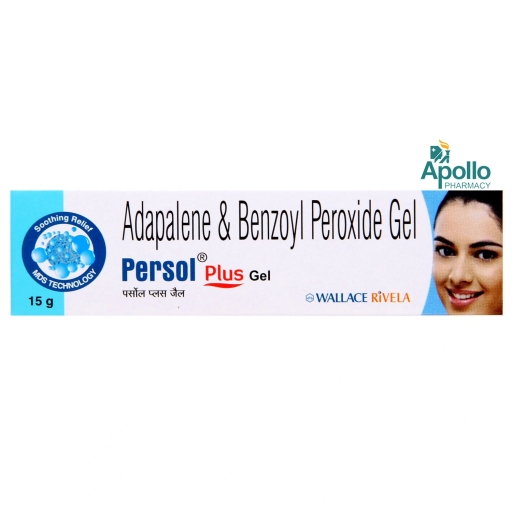 Apollo
PHARMACY
Soothing Relief
MDS TECHNOLOGY
15 g
Adapalene & Benzoyl Peroxide Gel
Persol® Plus Gel
पर्सोल प्लस जैल
WALLACE RiVELA